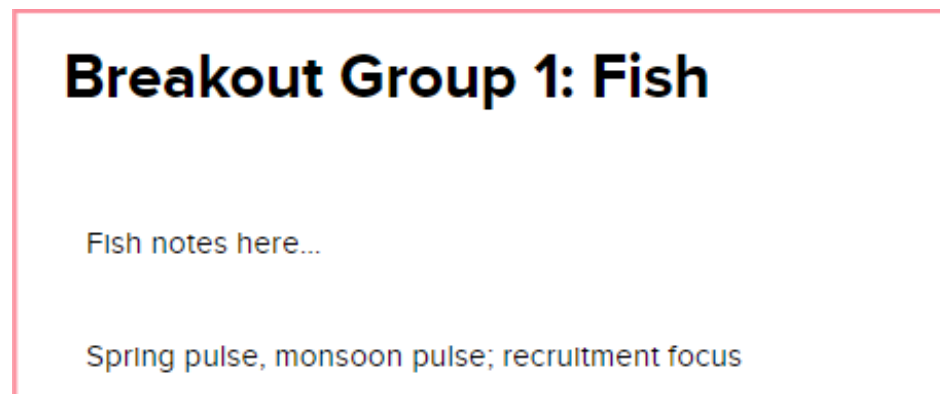 Breakout Group 1: Fish
Fish notes here...
Spring pulse, monsoon pulse; recruitment focus